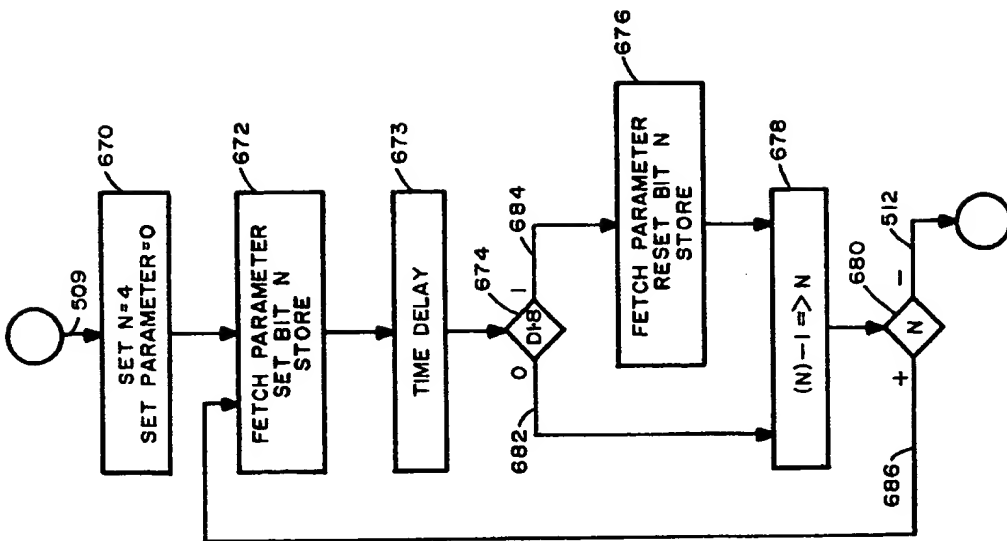 509
670
SET N=4
SET PARAMETER=0
672
FETCH PARAMETER
SET BIT N
STORE
673
TIME DELAY
674
DI-8
0
1
682
684
676
FETCH PARAMETER
RESET BIT N
STORE
678
(N)-1=>N
680
N
+
-
686
512